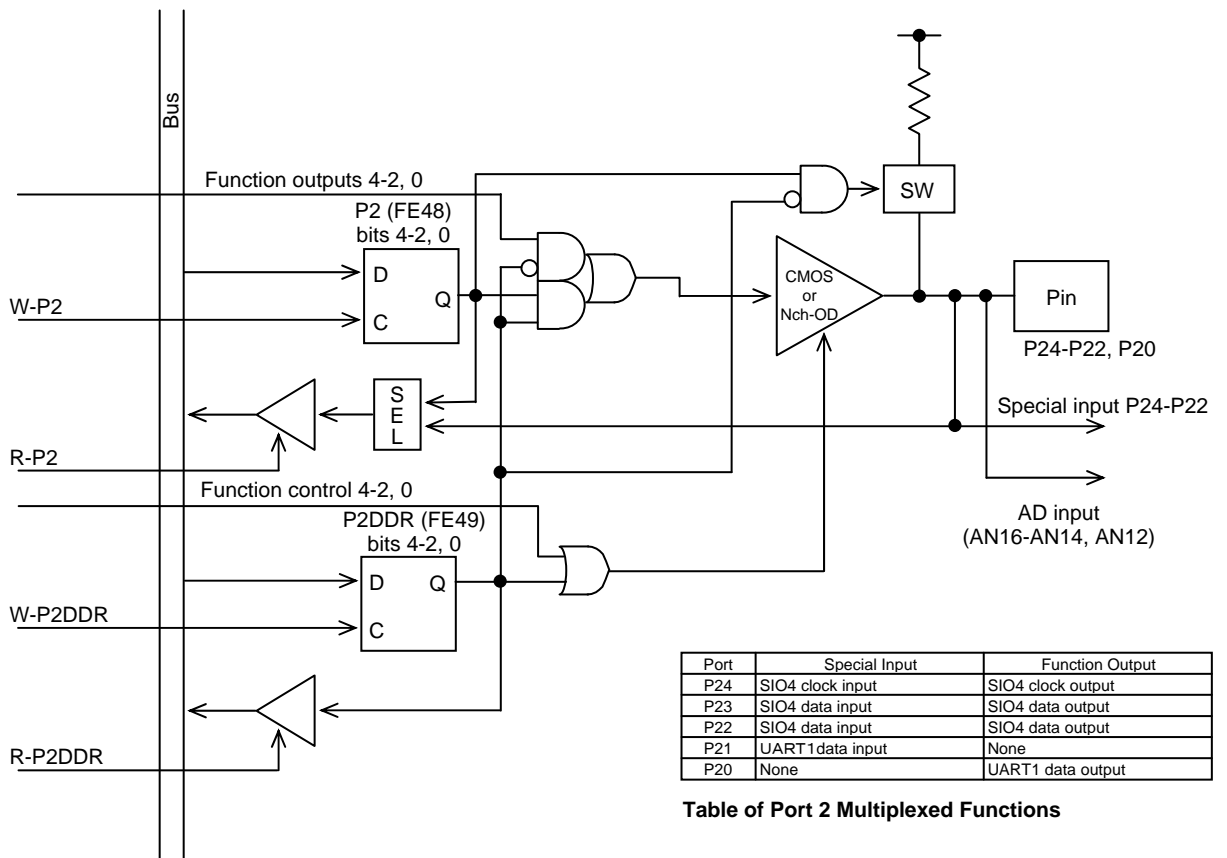 Bus
Function outputs 4-2, 0
P2 (FE48)
bits 4-2, 0
D
Q
C
W-P2
SW
CMOS
or
Nch-OD
Pin
P24-P22, P20
SEL
Special input P24-P22
R-P2
Function control 4-2, 0
AD input
(AN16-AN14, AN12)
P2DDR (FE49)
bits 4-2, 0
D
Q
C
W-P2DDR
R-P2DDR
Port Special Input Function Output
P24 SIO4 clock input SIO4 clock output
P23 SIO4 data input SIO4 data output
P22 SIO4 data input SIO4 data output
P21 UART1data input None
P20 None UART1 data output
Table of Port 2 Multiplexed Functions